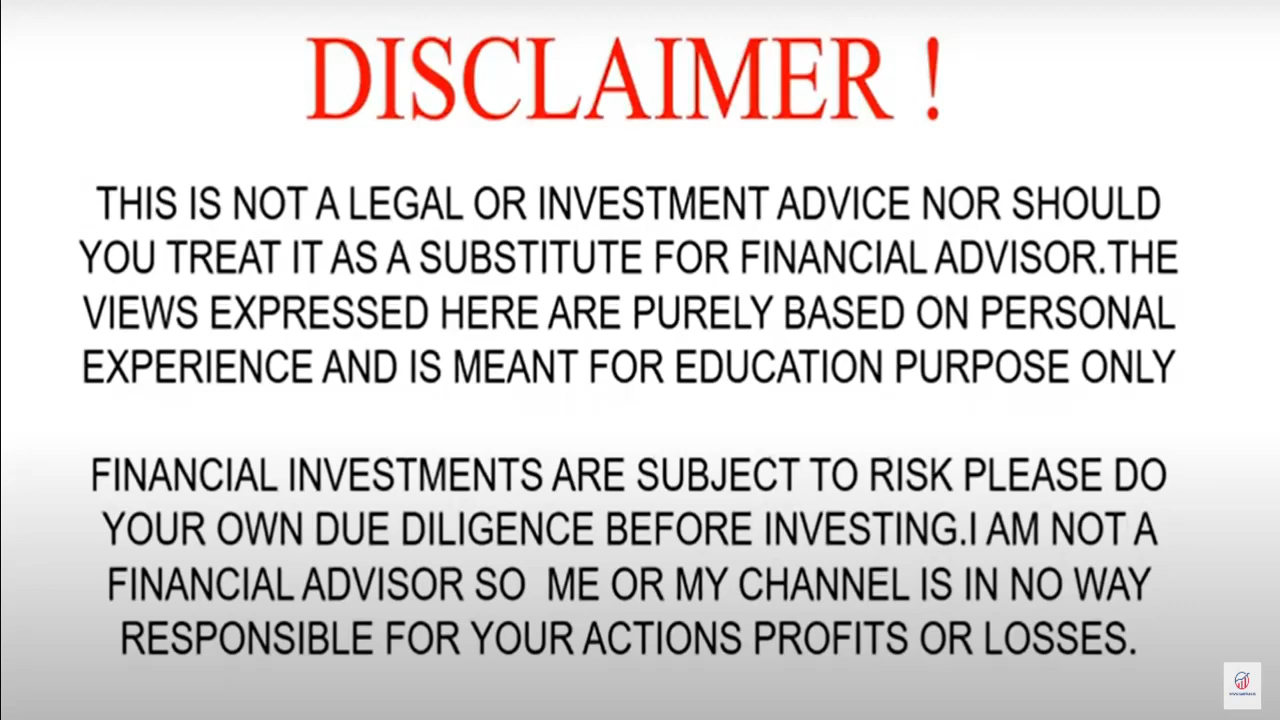 DISCLAIMER !
THIS IS NOT A LEGAL OR INVESTMENT ADVICE NOR SHOULD
YOU TREAT IT AS A SUBSTITUTE FOR FINANCIAL ADVISOR.THE
VIEWS EXPRESSED HERE ARE PURELY BASED ON PERSONAL
EXPERIENCE AND IS MEANT FOR EDUCATION PURPOSE ONLY
FINANCIAL INVESTMENTS ARE SUBJECT TO RISK PLEASE DO
YOUR OWN DUE DILIGENCE BEFORE INVESTING.I AM NOT A
FINANCIAL ADVISOR SO  ME OR MY CHANNEL IS IN NO WAY
RESPONSIBLE FOR YOUR ACTIONS PROFITS OR LOSSES.